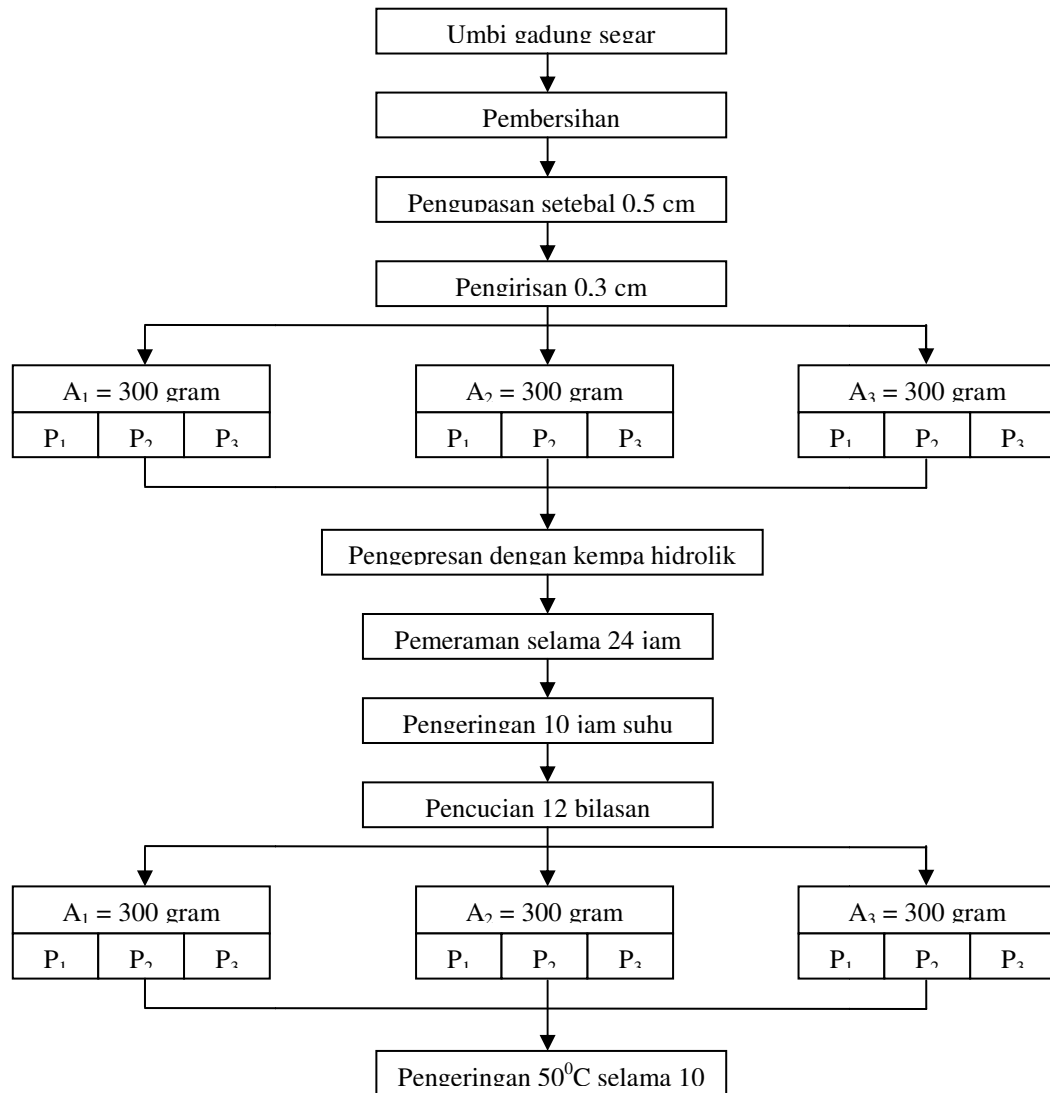 Umbi gadung segar
Pembersihan
Pengupasan setebal 0,5 cm
Pengirisan 0,3 cm
A₁ = 300 gram
A₂ = 300 gram
A₃ = 300 gram
P₁ P₂ P₃
P₁ P₂ P₃
P₁ P₂ P₃
Pengepresan dengan kempa hidrolik
Pemeraman selama 24 jam
Pengeringan 10 jam suhu
Pencucian 12 bilasan
A₁ = 300 gram
A₂ = 300 gram
A₃ = 300 gram
P₁ P₂ P₃
P₁ P₂ P₃
P₁ P₂ P₃
Pengeringan 50⁰C selama 10